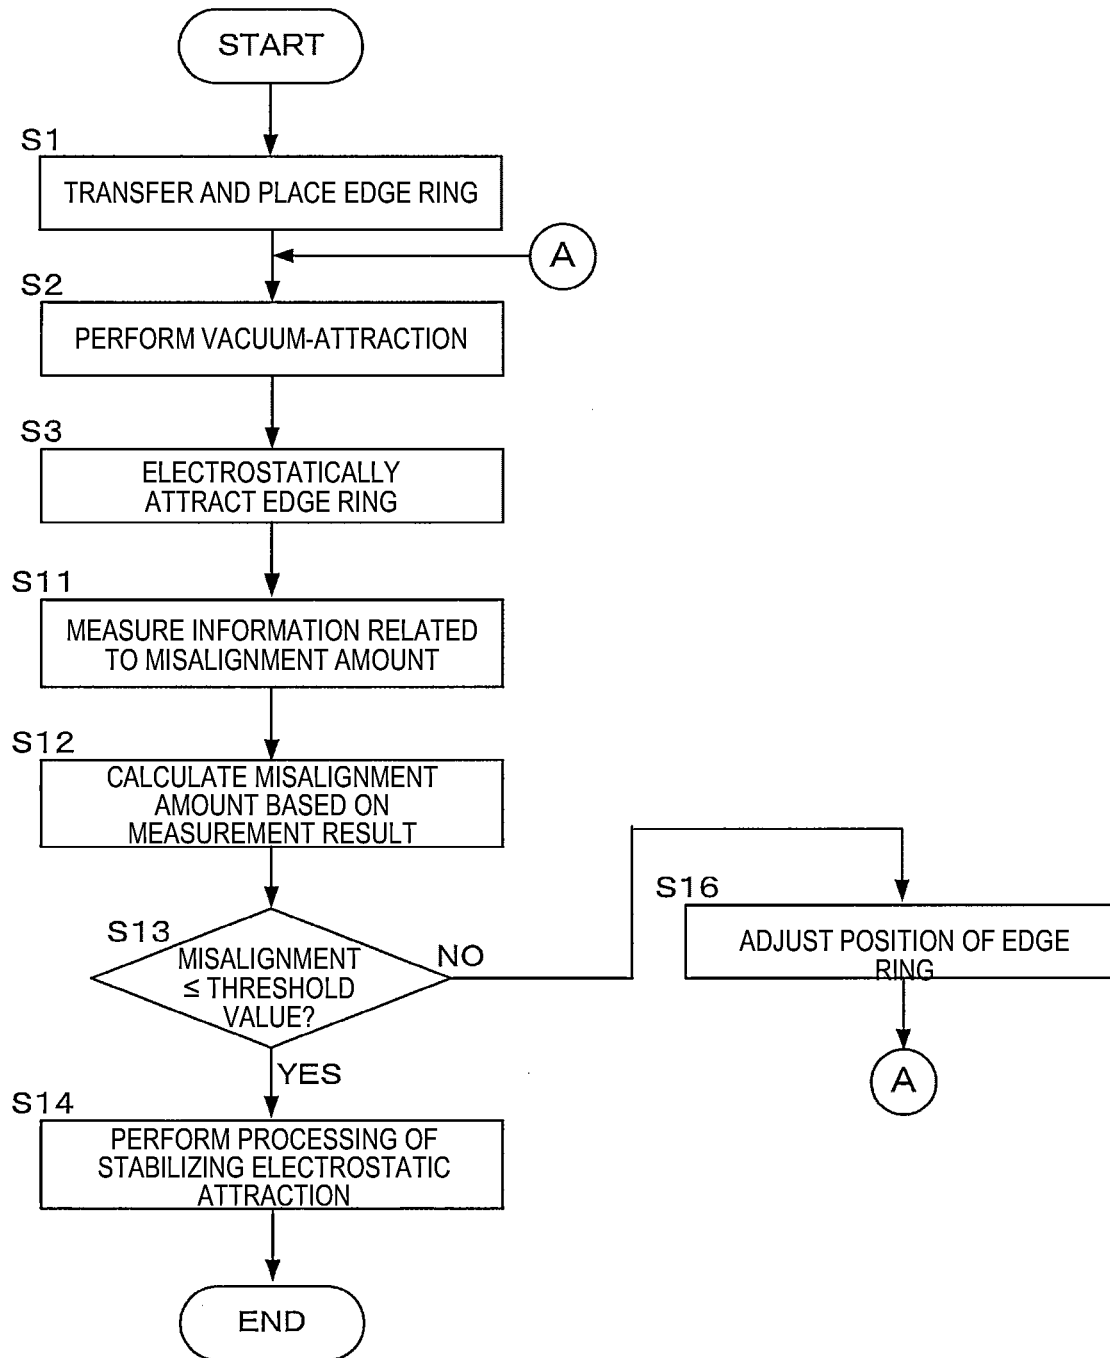 START
S1
TRANSFER AND PLACE EDGE RING
A
S2
PERFORM VACUUM-ATTRACTION
S3
ELECTROSTATICALLY
ATTRACT EDGE RING
S11
MEASURE INFORMATION RELATED
TO MISALIGNMENT AMOUNT
S12
CALCULATE MISALIGNMENT
AMOUNT BASED ON
MEASUREMENT RESULT
S13
MISALIGNMENT
≤ THRESHOLD
VALUE?
NO
S16
ADJUST POSITION OF EDGE
RING
A
YES
S14
PERFORM PROCESSING OF
STABILIZING ELECTROSTATIC
ATTRACTION
END